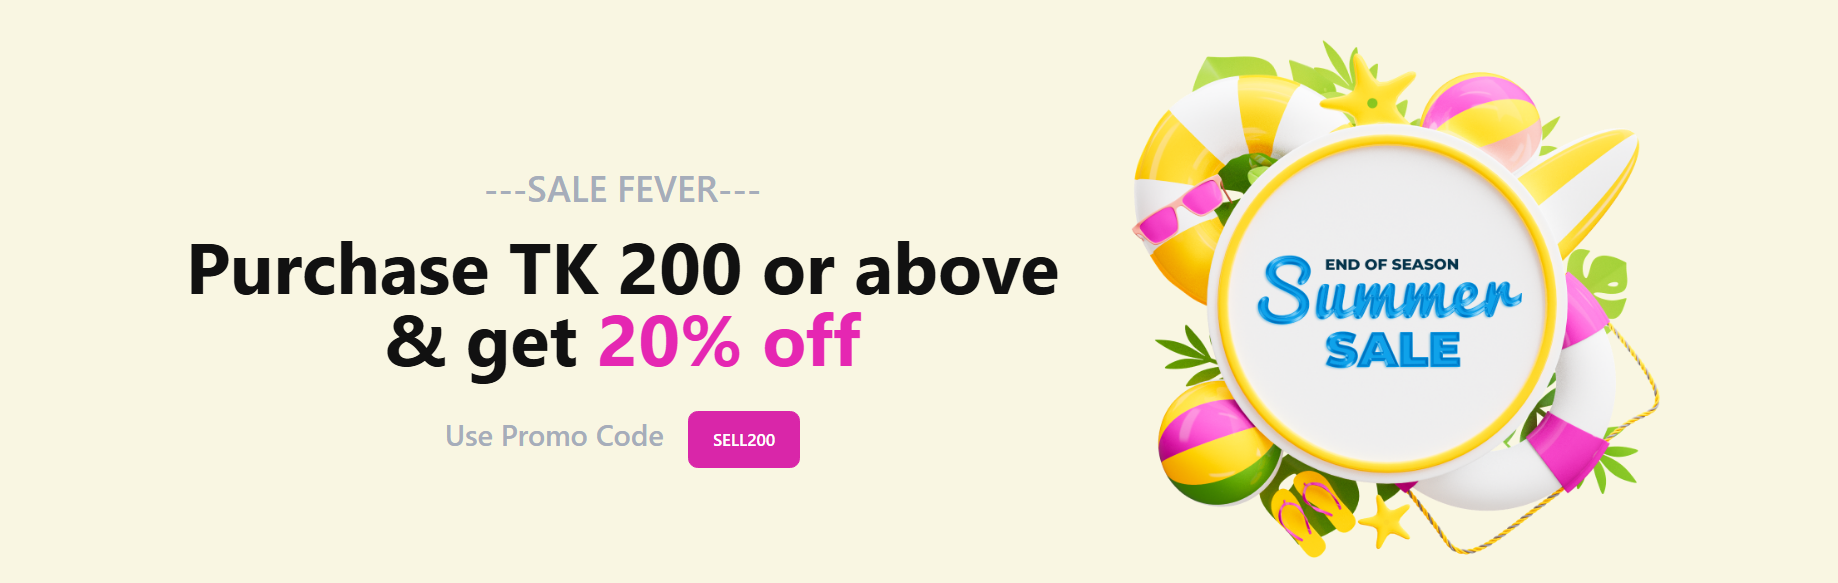 ---SALE FEVER---
Purchase TK 200 or above
& get 20% off
Use Promo Code SELL200
END OF SEASON
Summer
SALE